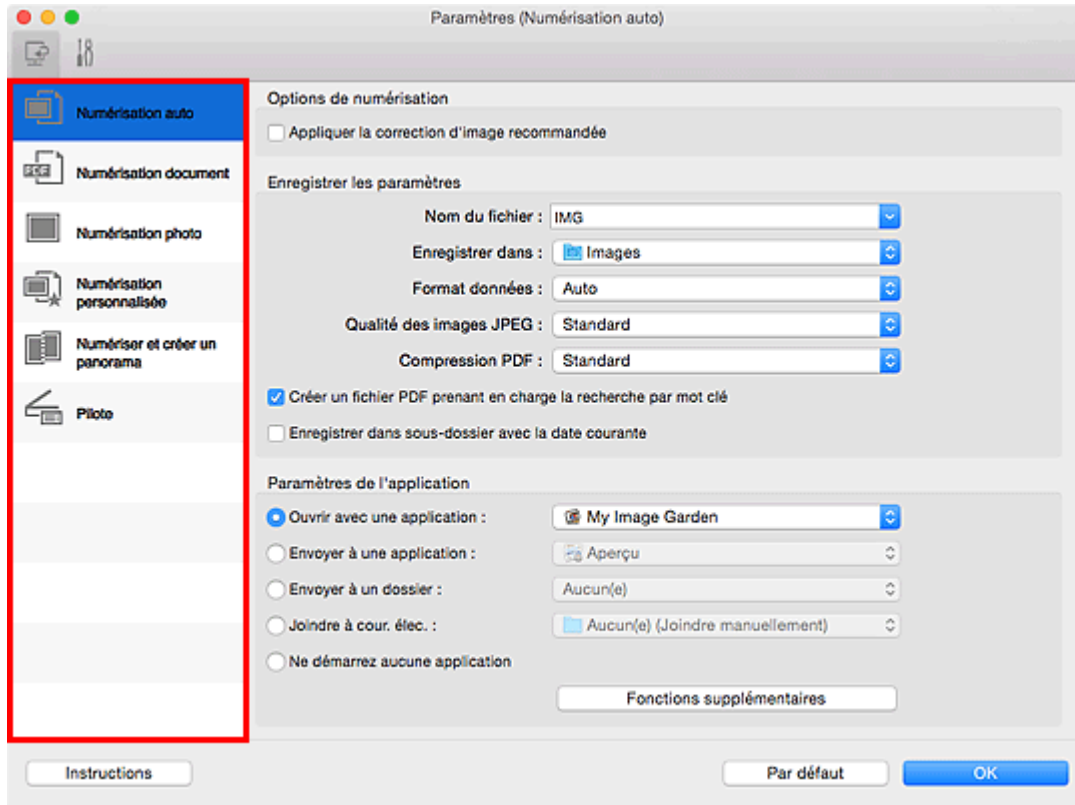 Paramètres (Numérisation auto)
Numérisation auto
Numérisation document
Numérisation photo
Numérisation
personnalisée
Numériser et créer un
panorama
Pilote
Options de numérisation
Appliquer la correction d'image recommandée
Enregistrer les paramètres
Nom du fichier : IMG
Enregistrer dans : Images
Format données : Auto
Qualité des images JPEG : Standard
Compression PDF : Standard
Créer un fichier PDF prenant en charge la recherche par mot clé
Enregistrer dans sous-dossier avec la date courante
Paramètres de l'application
Ouvrir avec une application : My Image Garden
Envoyer à une application : Aperçu
Envoyer à un dossier : Aucun(e)
Joindre à cour. élec. : Aucun(e) (Joindre manuellement)
Ne démarrez aucune application
Fonctions supplémentaires
Instructions
Par défaut
OK